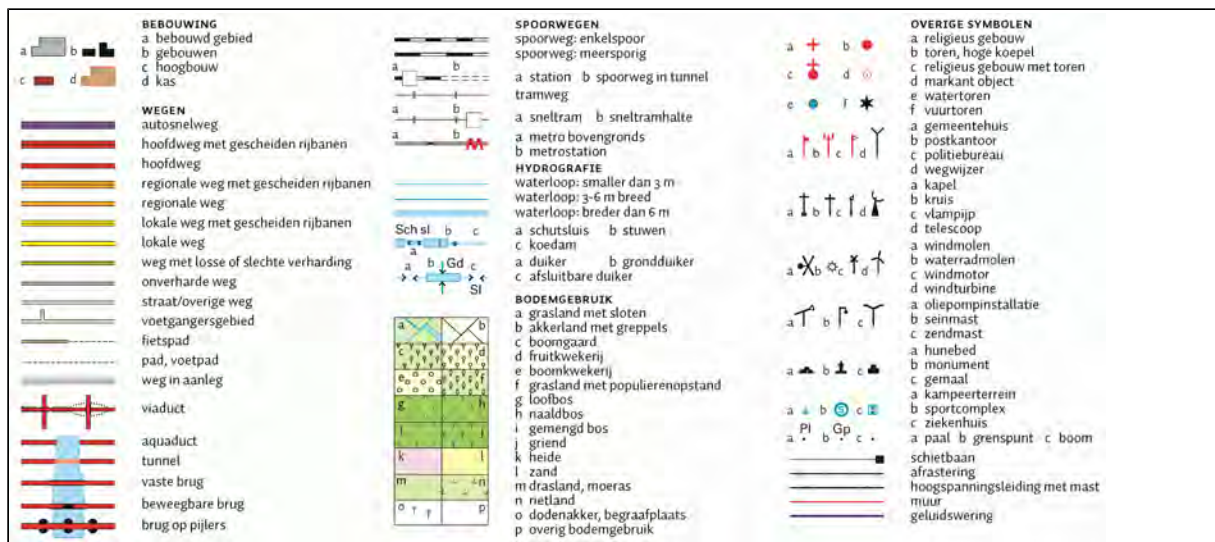 BEBOUWING
a bebouwd gebied
b gebouwen
c hoogbouw
d kas
a b
c d
WEGEN
autosnelweg
hoofdweg met gescheiden rijbanen
hoofdweg
regionale weg met gescheiden rijbanen
regionale weg
lokale weg met gescheiden rijbanen
lokale weg
weg met losse of slechte verharding
onverharde weg
straat/overige weg
voetgangersgebied
fietspad
pad, voetpad
weg in aanleg
viaduct
aquaduct
tunnel
vaste brug
beweegbare brug
brug op pijlers
SPOORWEGEN
spoorweg: enkelspoor
spoorweg: meersporig
a b
a station b spoorweg in tunnel
tramweg
a b
a sneltram b sneltramhalte
a b
a metro bovengronds
b metrostation
HYDROGRAFIE
waterloop: smaller dan 3 m
waterloop: 3-6 m breed
waterloop: breder dan 6 m
Sch sl b c
a
a schutsluis b stuwen
c koedam
a b Gd c
Sl
a duiker b grondduiker
c afsluitbare duiker
BODEMGEBRUIK
a b
c d
e f
g h
i j
k l
m n
o p
a grasland met sloten
b akkerland met greppels
c boomgaard
d fruitkwekerij
e boomkwekerij
f grasland met populierenopstand
g loofbos
h naaldbos
i gemengd bos
j griend
k heide
l zand
m drasland, moeras
n rietland
o dodenakker, begraafplaats
p overig bodemgebruik
OVERIGE SYMBOLEN
a b
c d
a religieus gebouw
b toren, hoge koepel
c religieus gebouw met toren
d markant object
e f
e watertoren
f vuurtoren
a b c d
a gemeentehuis
b postkantoor
c politiebureau
d wegwijzer
a b c d
a kapel
b kruis
c vlampijp
d telescoop
a b c d
a windmolen
b waterradmolen
c windmotor
d windturbine
a b c
a oliepompinstallatie
b seinmast
c zendmast
a b c
a hunebed
b monument
c gemaal
a b S c H
a kampeerterrein
b sportcomplex
c ziekenhuis
Pl Gp
a b c
a paal b grenspunt c boom
schietbaan
afrastering
hoogspanningsleiding met mast
muur
geluidswering